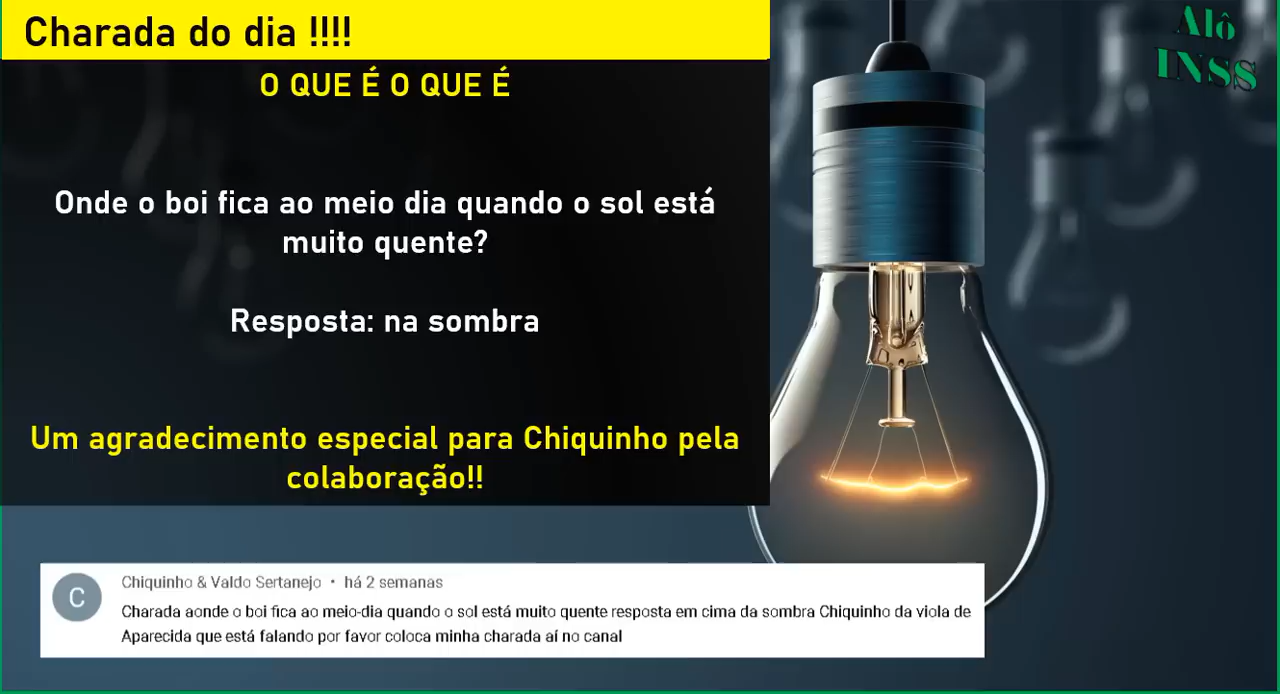 Charada do dia !!!!
Alô
INSS
O QUE É O QUE É
Onde o boi fica ao meio dia quando o sol está
muito quente?
Resposta: na sombra
Um agradecimento especial para Chiquinho pela
colaboração!!
C
Chiquinho & Valdo Sertanejo • há 2 semanas
Charada aonde o boi fica ao meio-dia quando o sol está muito quente resposta em cima da sombra Chiquinho da viola de
Aparecida que está falando por favor coloca minha charada aí no canal